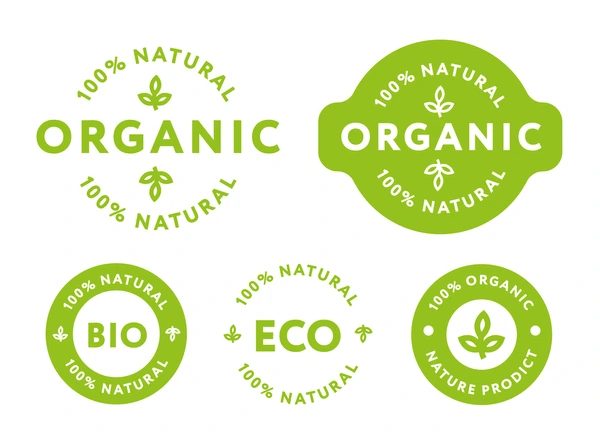 100% NATURAL
ORGANIC
100% NATURAL
100% NATURAL
ORGANIC
100% NATURAL
100% NATURAL
BIO
100% NATURAL
100% NATURAL
ECO
100% NATURAL
100% ORGANIC
NATURE PRODICT